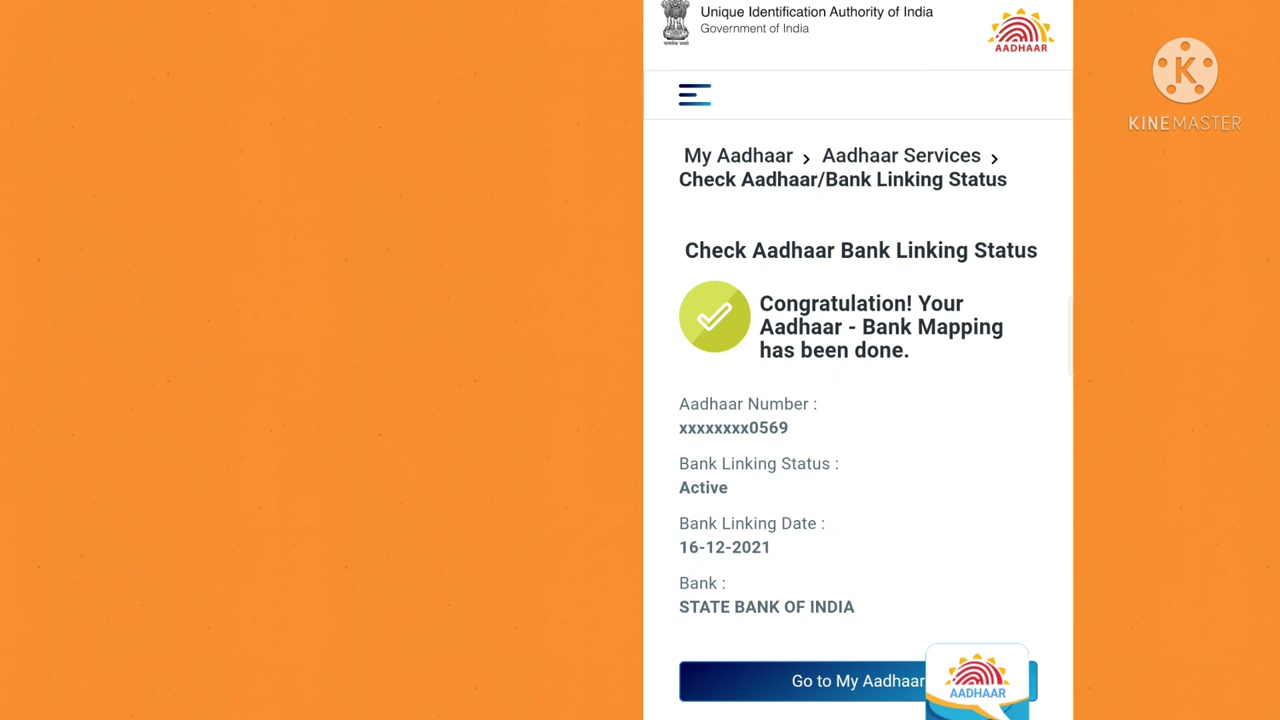 Unique Identification Authority of India
Government of India
AADHAAR
K
KINEMASTER
My Aadhaar > Aadhaar Services >
Check Aadhaar/Bank Linking Status
Check Aadhaar Bank Linking Status
Congratulation! Your
Aadhaar - Bank Mapping
has been done.
Aadhaar Number :
xxxxxxxx0569
Bank Linking Status :
Active
Bank Linking Date :
16-12-2021
Bank :
STATE BANK OF INDIA
Go to My Aadhaar
AADHAAR